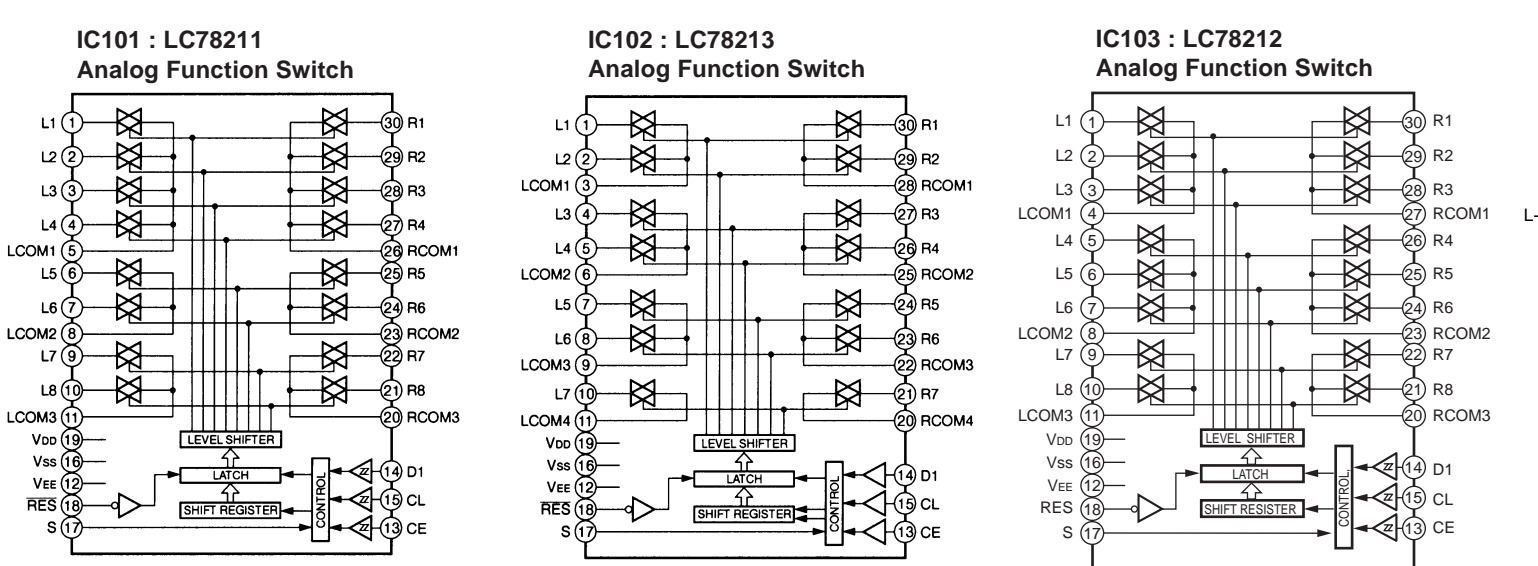 IC101 : LC78211
Analog Function Switch
L1 1 30 R1
L2 2 29 R2
L3 3 28 R3
L4 4 27 R4
LCOM1 5 26 RCOM1
L5 6 25 R5
L6 7 24 R6
LCOM2 8 23 RCOM2
L7 9 22 R7
L8 10 21 R8
LCOM3 11 20 RCOM3
VDD 19 LEVEL SHIFTER
VSS 16 LATCH 14 D1
VEE 12
RES 18 SHIFT REGISTER CONTROL 15 CL
S 17 13 CE
IC102 : LC78213
Analog Function Switch
L1 1 30 R1
L2 2 29 R2
LCOM1 3 28 RCOM1
L3 4 27 R3
L4 5 26 R4
LCOM2 6 25 RCOM2
L5 7 24 R5
L6 8 23 R6
LCOM3 9 22 RCOM3
L7 10 21 R7
LCOM4 11 20 RCOM4
VDD 19 LEVEL SHIFTER
VSS 16 LATCH 14 D1
VEE 12
RES 18 SHIFT REGISTER CONTROL 15 CL
S 17 13 CE
IC103 : LC78212
Analog Function Switch
L1 1 30 R1
L2 2 29 R2
L3 3 28 R3
LCOM1 4 27 RCOM1
L4 5 26 R4
L5 6 25 R5
L6 7 24 R6
LCOM2 8 23 RCOM2
L7 9 22 R7
L8 10 21 R8
LCOM3 11 20 RCOM3
VDD 19 LEVEL SHIFTER
VSS 16 LATCH 14 D1
VEE 12
RES 18 SHIFT RESISTER CONTROL, 15 CL
S 17 13 CE
L-